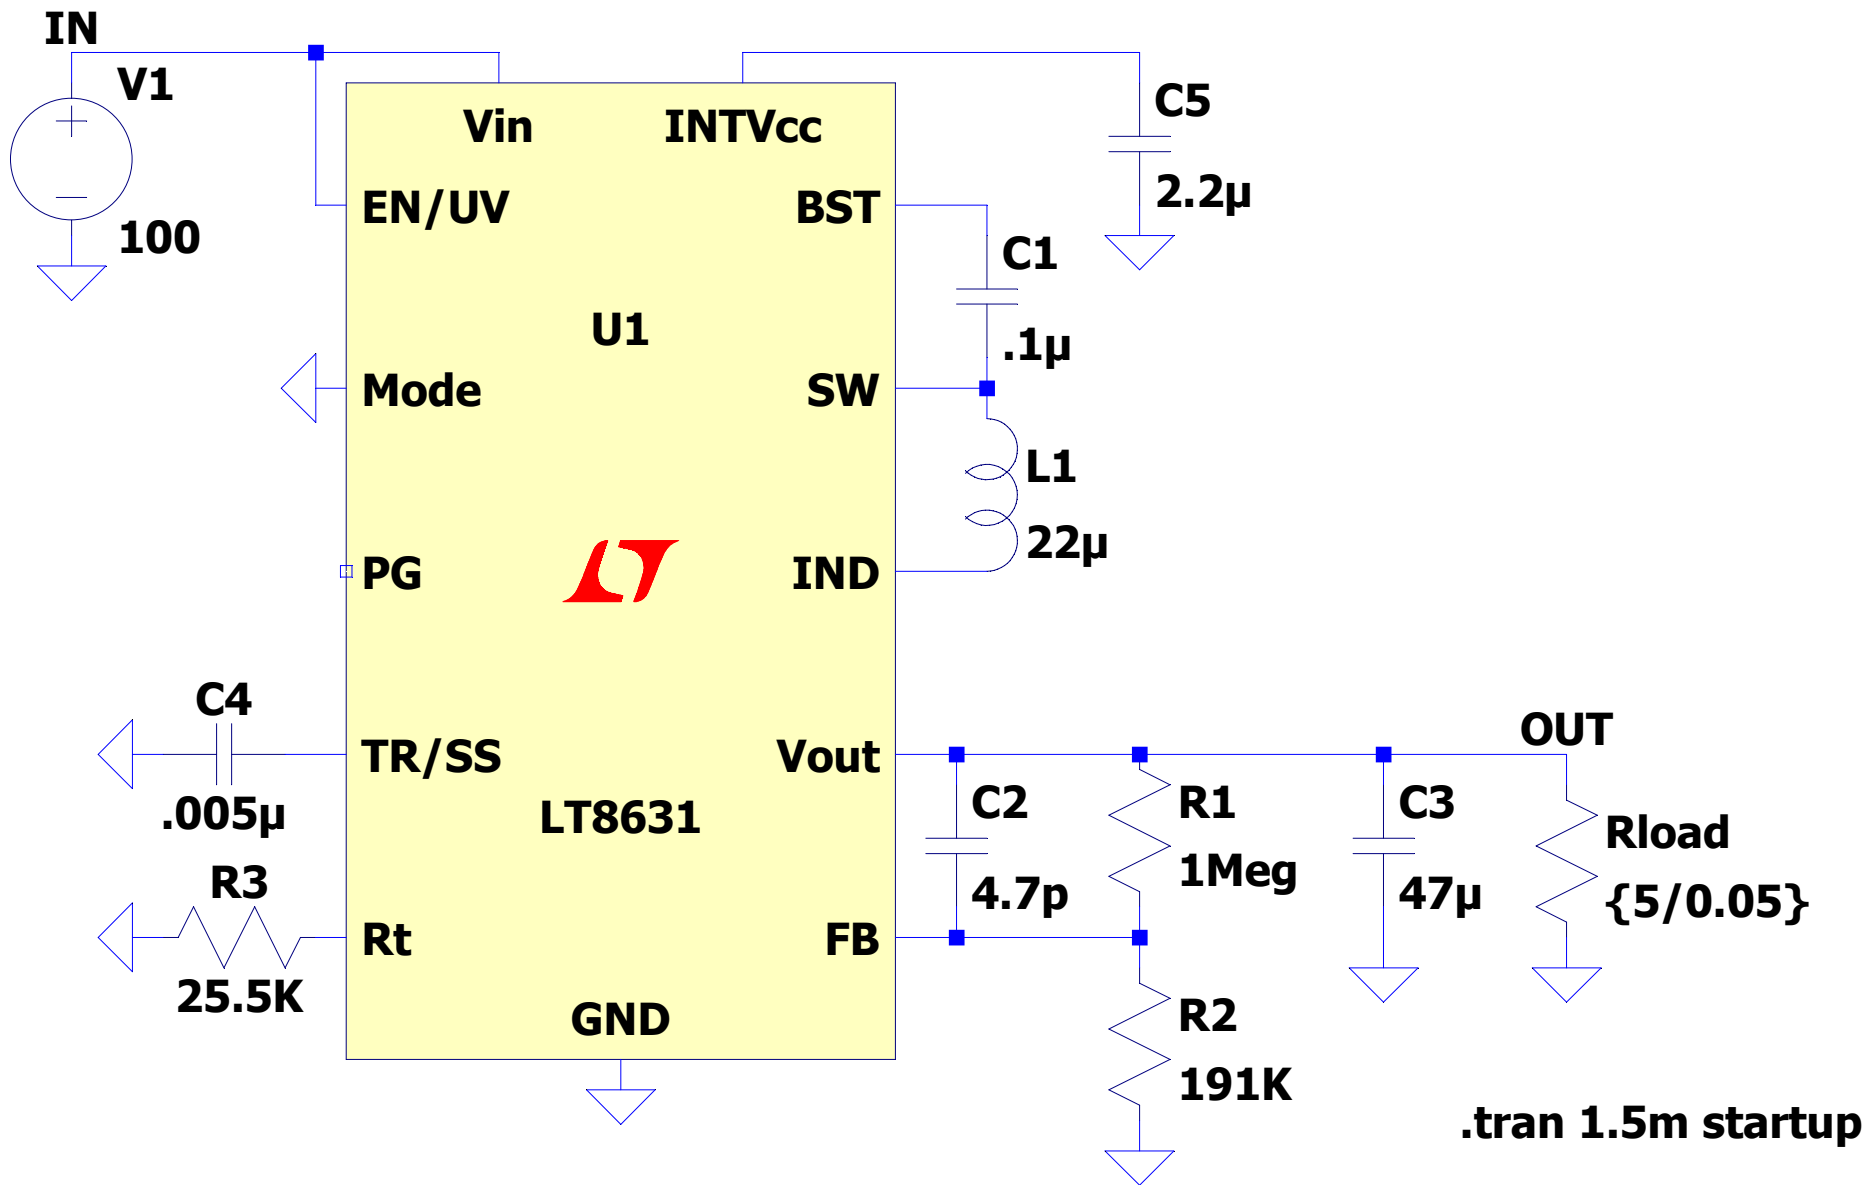 IN
V1
100
Vin
INTVcc
EN/UV
BST
C5
2.2µ
C1
.1µ
U1
Mode
SW
L1
22µ
PG
IND
C4
.005µ
TR/SS
Vout
OUT
LT8631
C2
4.7p
R1
1Meg
C3
47µ
Rload
{5/0.05}
R3
25.5K
Rt
FB
GND
R2
191K
.tran 1.5m startup